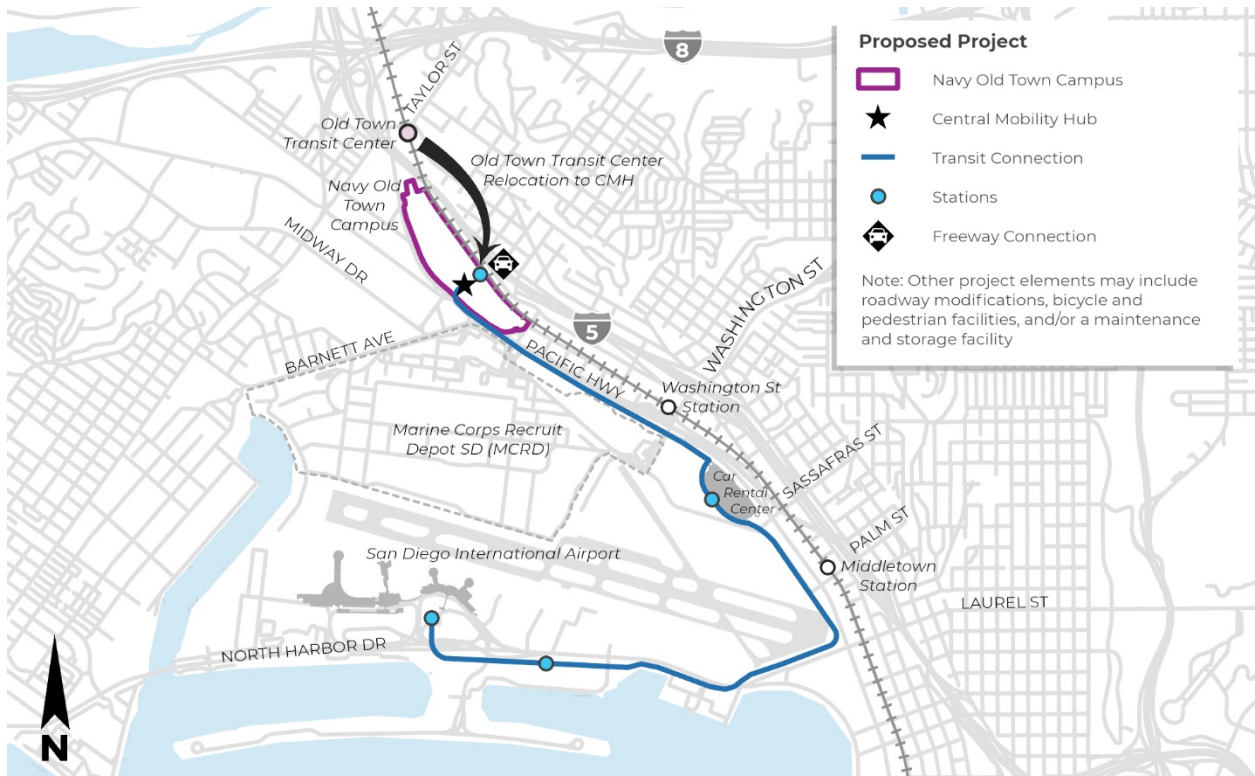 8
TAYLOR ST
Old Town
Transit Center
Old Town Transit Center
Relocation to CMH
Navy Old
Town
Campus
MIDWAY DR
5
WASHINGTON ST
BARNETT AVE
PACIFIC HWY
Washington St
Station
Marine Corps Recruit
Depot SD (MCRD)
SASSAFRAS ST
Car
Rental
Center
PALM ST
San Diego International Airport
Middletown
Station
LAUREL ST
NORTH HARBOR DR
N
Proposed Project
Navy Old Town Campus
Central Mobility Hub
Transit Connection
Stations
Freeway Connection
Note: Other project elements may include
roadway modifications, bicycle and
pedestrian facilities, and/or a maintenance
and storage facility